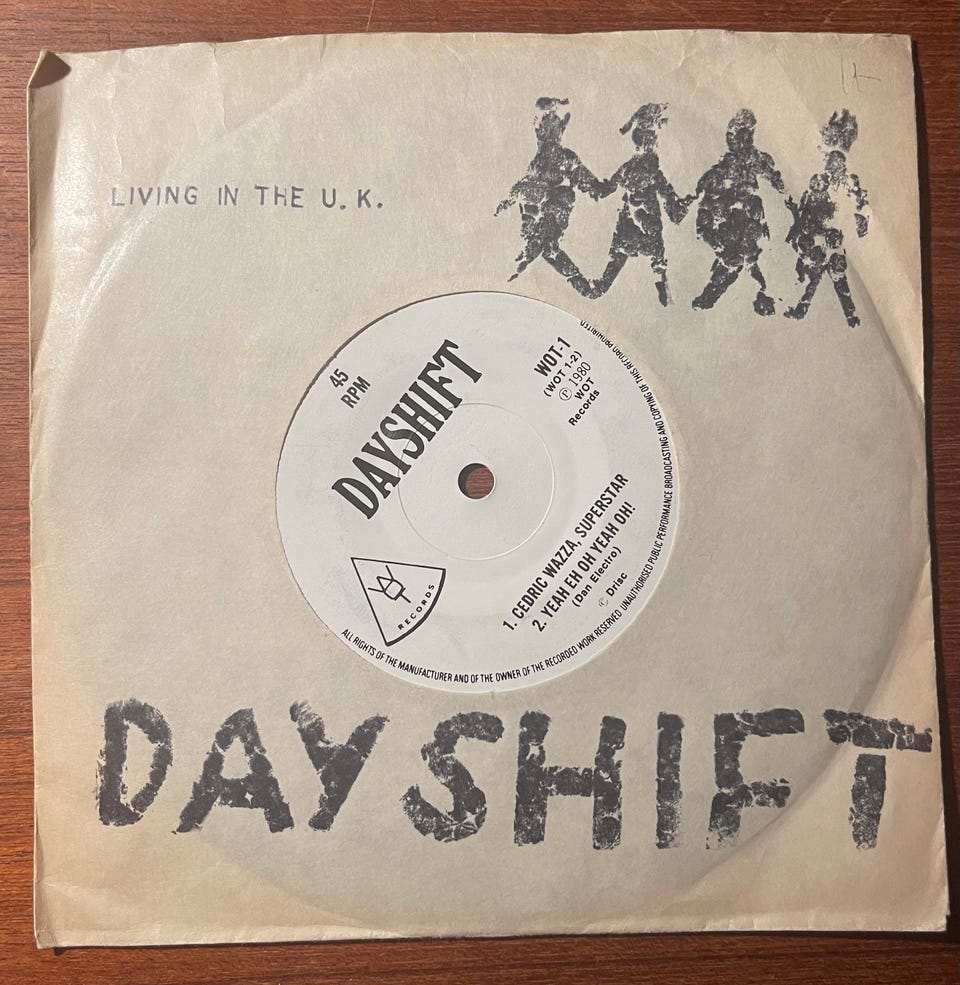 LIVING IN THE U.K.
45
RPM
DAYSHIFT
WOT-1
(WOT 1-2)
Ⓟ 1980
WOT
Records
WOT
RECORDS
1. CEDRIC WAZZA, SUPERSTAR
2. YEAH EH OH YEAH OH!
(Dan Electro)
© Drisc
ALL RIGHTS OF THE MANUFACTURER AND OF THE OWNER OF THE RECORDED WORK RESERVED UNAUTHORISED PUBLIC PERFORMANCE BROADCASTING AND COPYING OF THIS RECORD PROHIBITED
DAYSHIFT